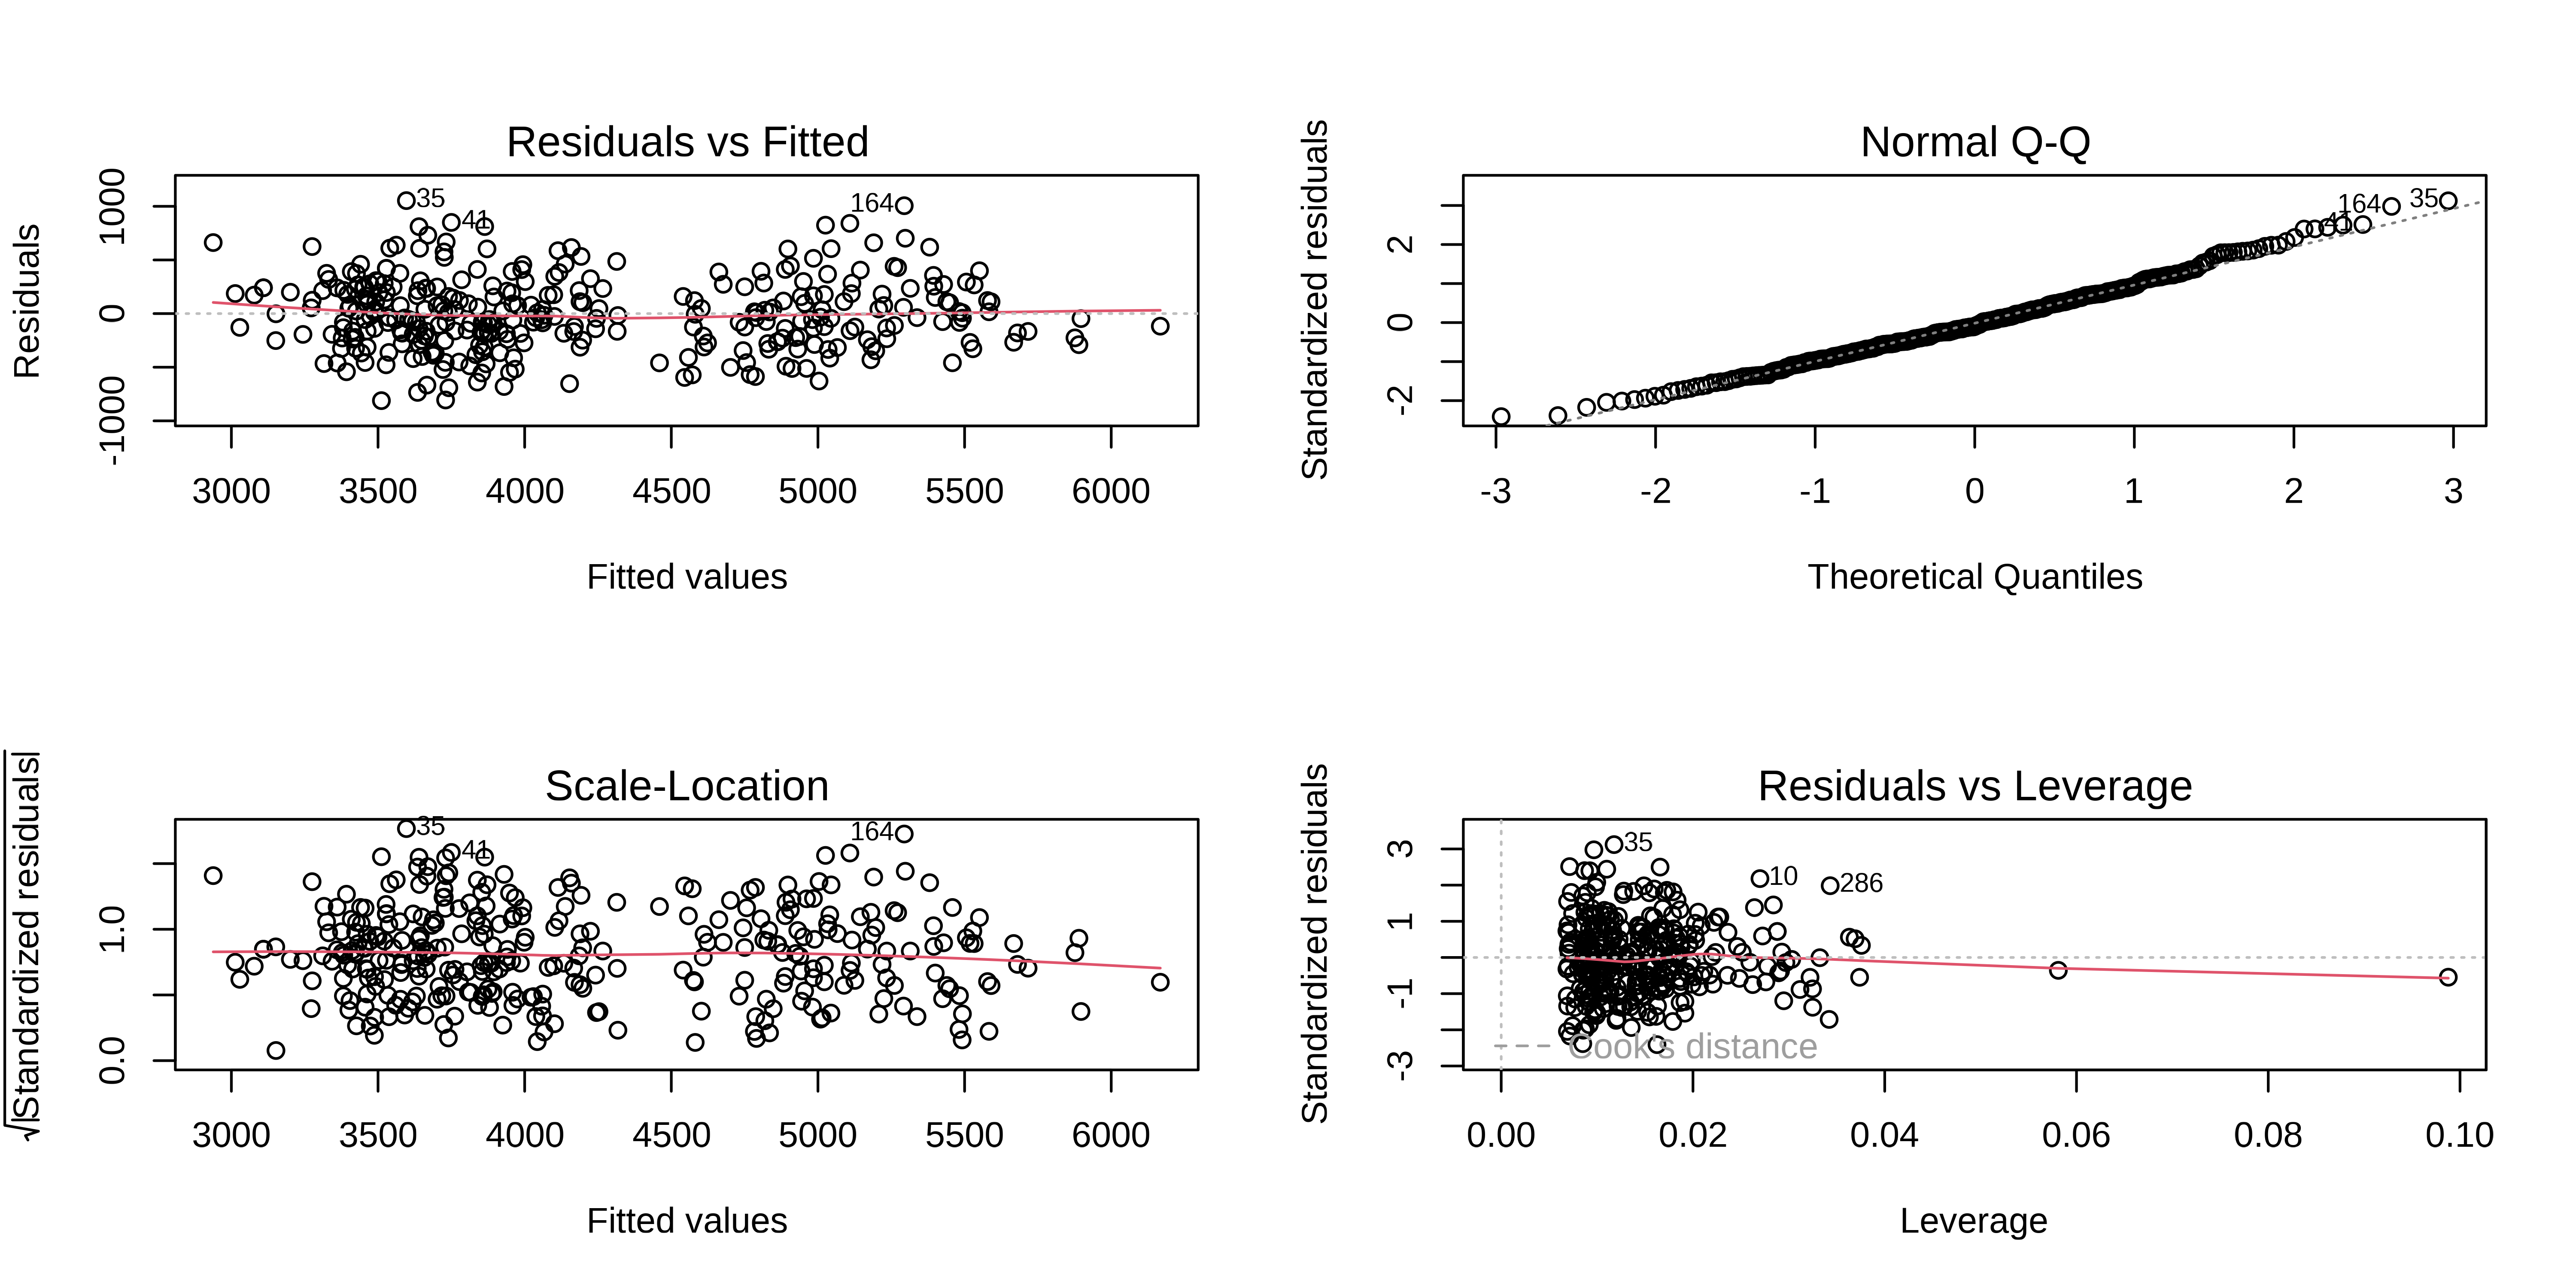 Residuals vs Fitted
Residuals
1000
0
-1000
35
41
164
3000 3500 4000 4500 5000 5500 6000
Fitted values
Normal Q-Q
Standardized residuals
2
0
-2
164
35
41
-3 -2 -1 0 1 2 3
Theoretical Quantiles
Scale-Location
√|Standardized residuals|
1.0
0.0
35
41
164
3000 3500 4000 4500 5000 5500 6000
Fitted values
Residuals vs Leverage
Standardized residuals
3
1
-1
-3
35
10
286
Cook's distance
0.00 0.02 0.04 0.06 0.08 0.10
Leverage